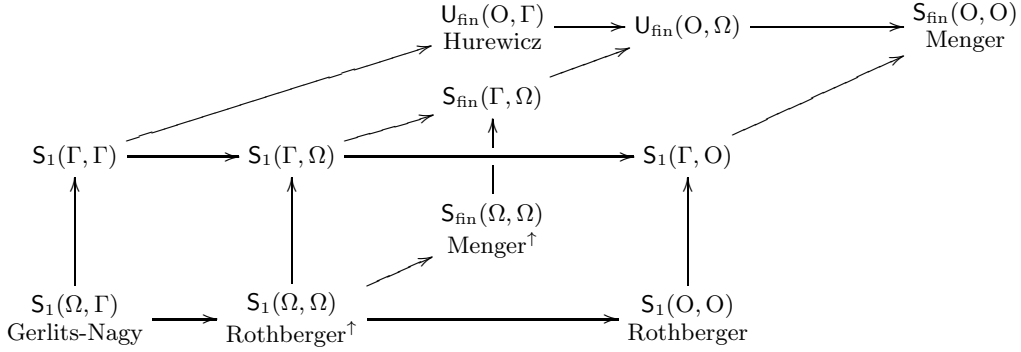 U_fin(O, Γ)
Hurewicz
U_fin(O, Ω)
S_fin(O, O)
Menger
S_fin(Γ, Ω)
S_1(Γ, Γ)
S_1(Γ, Ω)
S_1(Γ, O)
S_fin(Ω, Ω)
Menger^↑
S_1(Ω, Γ)
Gerlits-Nagy
S_1(Ω, Ω)
Rothberger^↑
S_1(O, O)
Rothberger